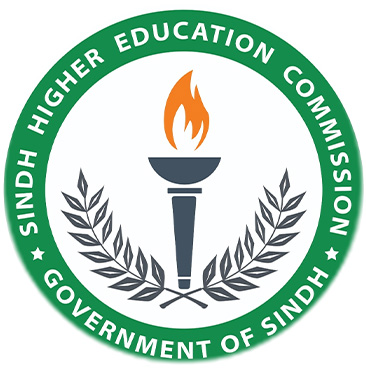 SINDH HIGHER EDUCATION COMMISSION
GOVERNMENT OF SINDH